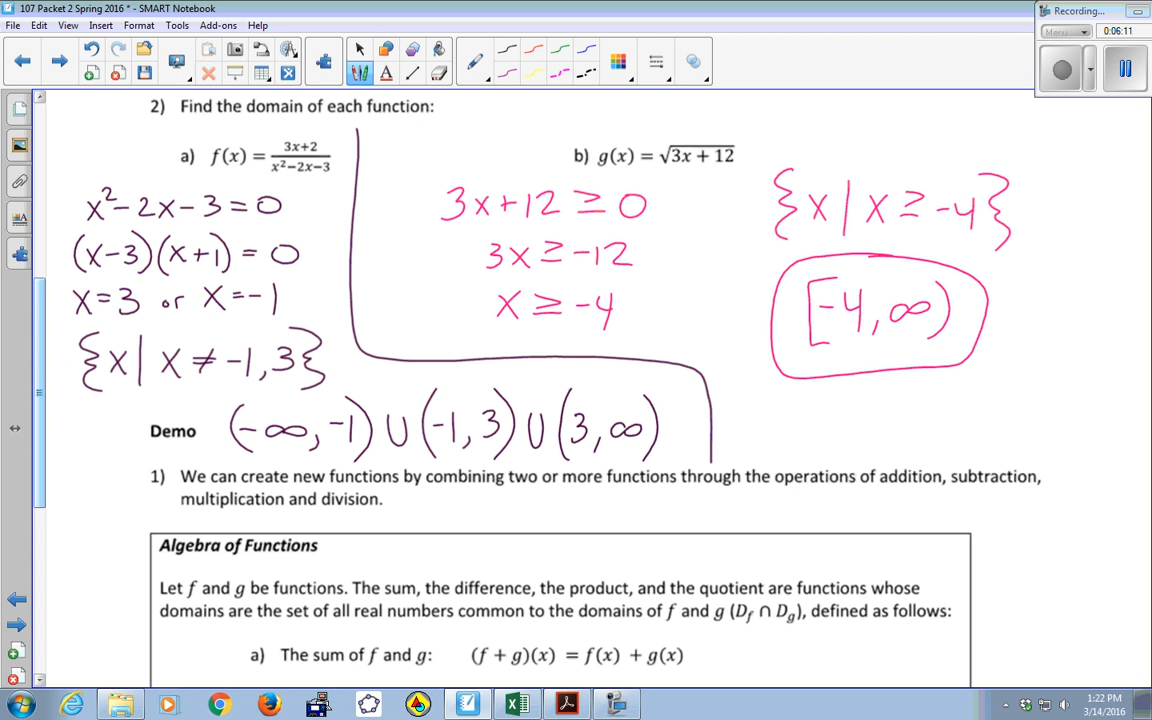 107 Packet 2 Spring 2016 * - SMART Notebook
File Edit View Insert Format Tools Add-ons Help
Recording...
Menu
0:06:11
2) Find the domain of each function:
a) f(x) = (3x+2)/(x²−2x−3)
b) g(x) = √(3x + 12)
x² - 2x - 3 = 0
(x-3)(x+1) = 0
x = 3 or x = -1
{x | x ≠ -1, 3}
(-∞, -1) ∪ (-1, 3) ∪ (3, ∞)
3x + 12 ≥ 0
3x ≥ -12
x ≥ -4
{x | x ≥ -4}
[-4, ∞)
Demo
1) We can create new functions by combining two or more functions through the operations of addition, subtraction,
multiplication and division.
Algebra of Functions
Let f and g be functions. The sum, the difference, the product, and the quotient are functions whose
domains are the set of all real numbers common to the domains of f and g (D_f ∩ D_g), defined as follows:
a) The sum of f and g: (f + g)(x) = f(x) + g(x)
1:22 PM
3/14/2016